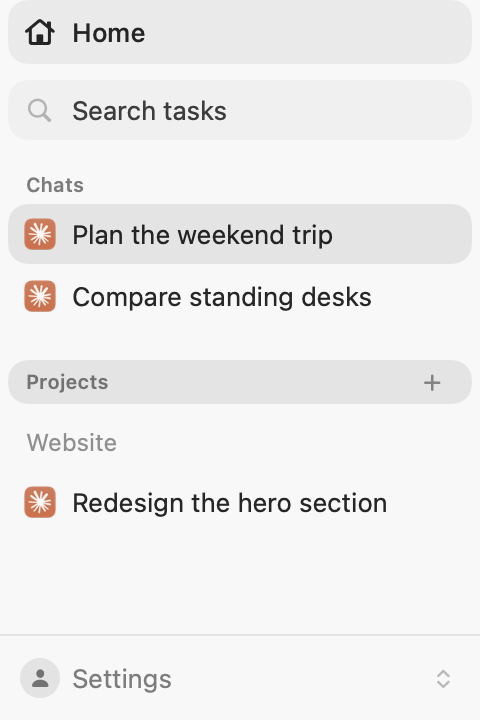 Home
Search tasks
Chats
Plan the weekend trip
Compare standing desks
Projects
Website
Redesign the hero section
Settings